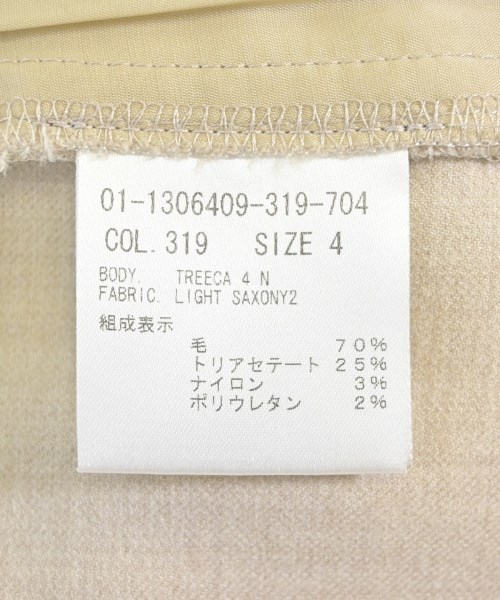 01-1306409-319-704
COL. 319 SIZE 4
BODY. TREECA 4 N
FABRIC. LIGHT SAXONY2
組成表示
毛 70%
トリアセテート 25%
ナイロン 3%
ポリウレタン 2%